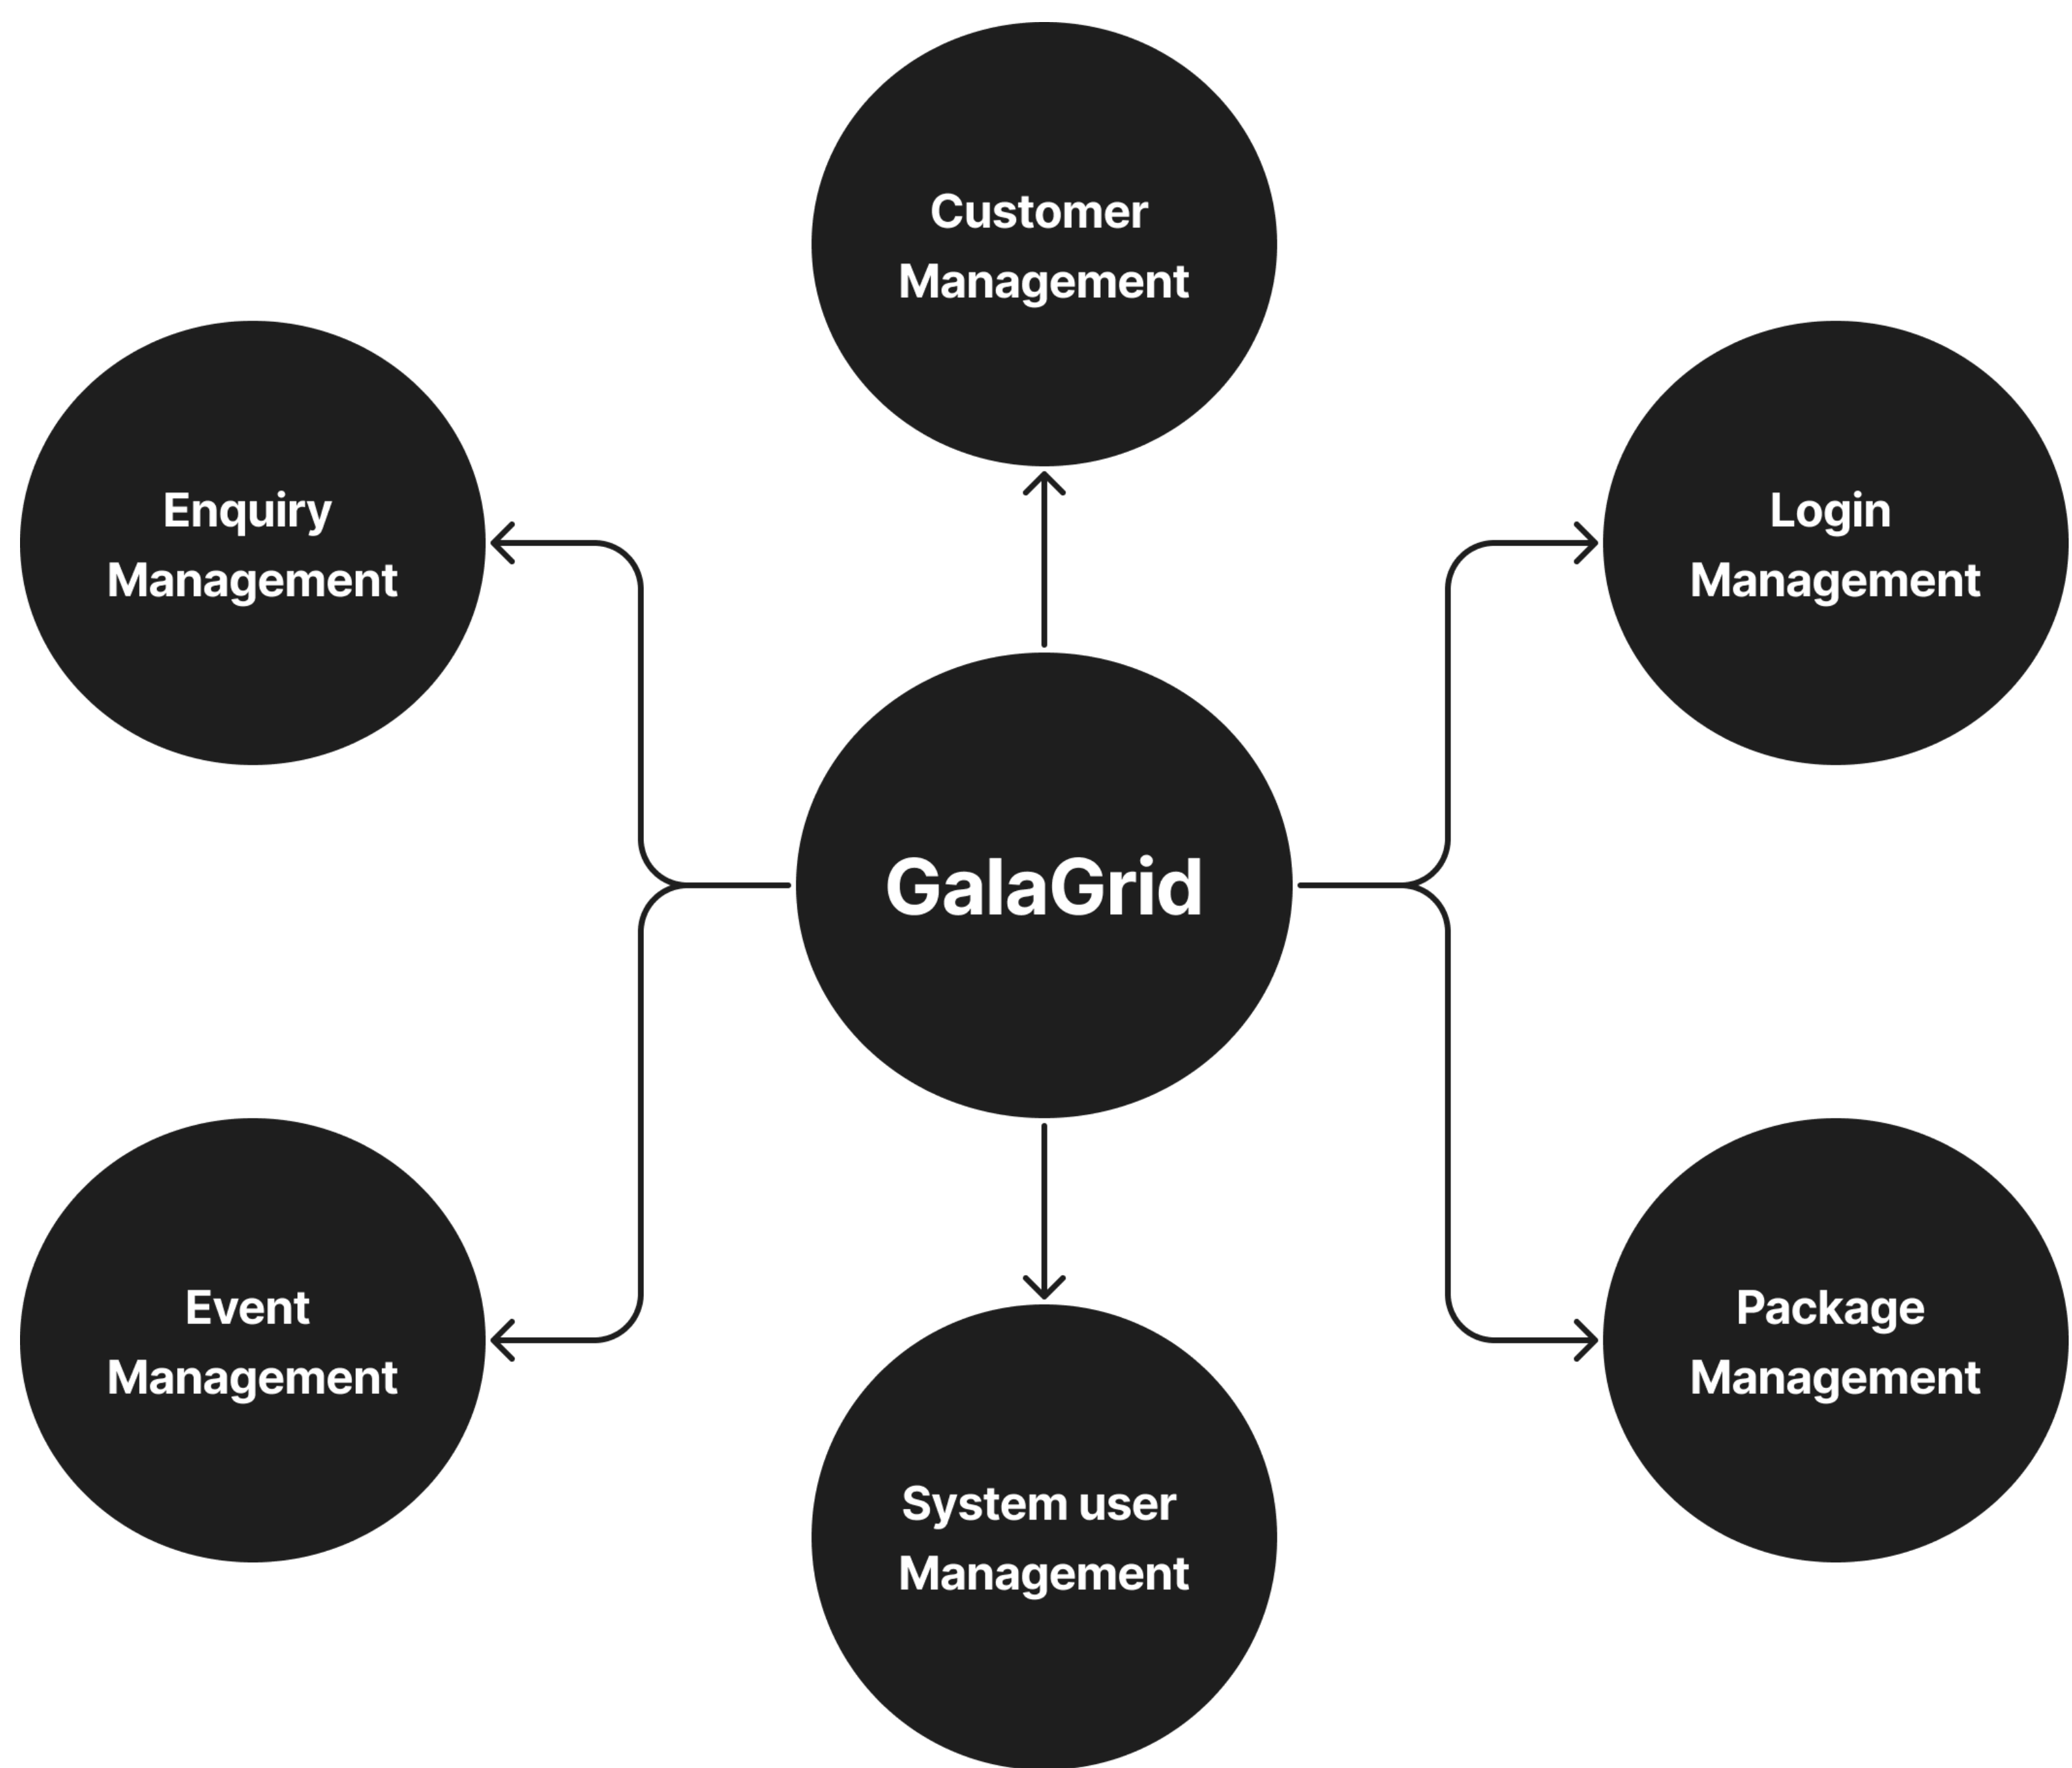 Customer
Management
Enquiry
Management
Login
Management
GalaGrid
Event
Management
Package
Management
System user
Management